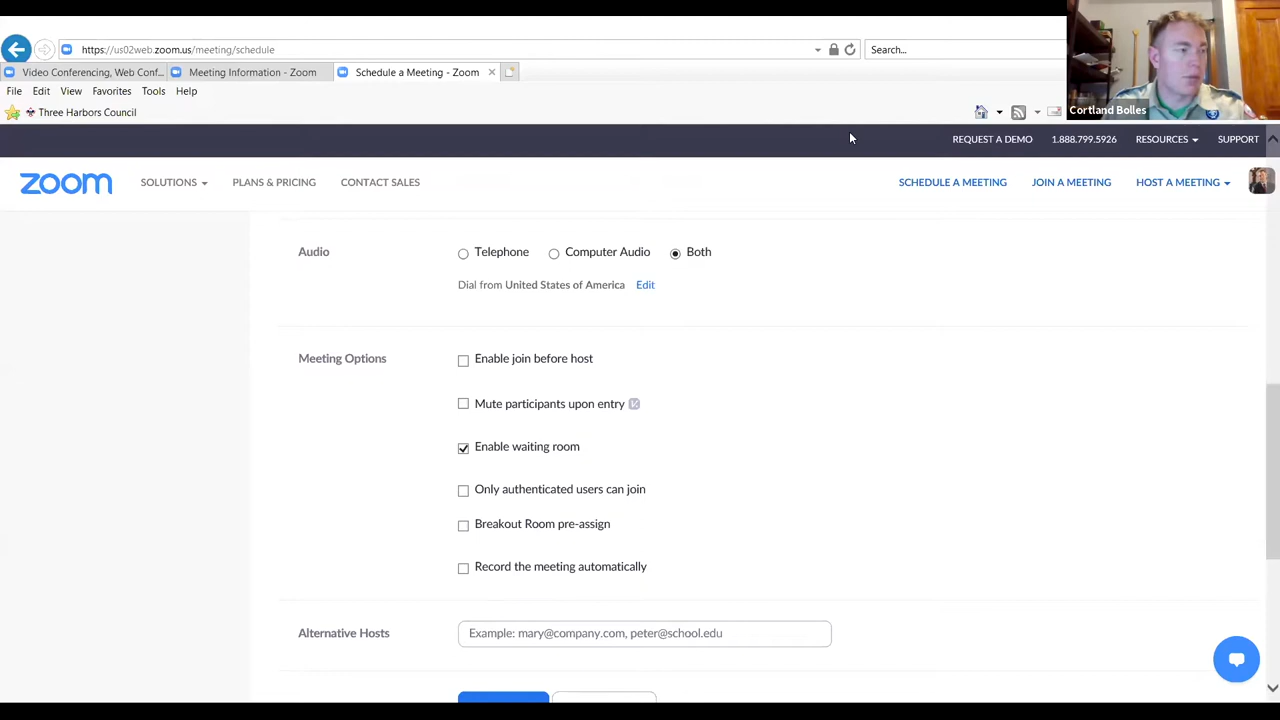 https://us02web.zoom.us/meeting/schedule
Search...
Video Conferencing, Web Conf...
Meeting Information - Zoom
Schedule a Meeting - Zoom
File Edit View Favorites Tools Help
Three Harbors Council
Cortland Bolles
REQUEST A DEMO 1.888.799.5926 RESOURCES SUPPORT
zoom SOLUTIONS PLANS & PRICING CONTACT SALES SCHEDULE A MEETING JOIN A MEETING HOST A MEETING
Audio Telephone Computer Audio Both
Dial from United States of America Edit
Meeting Options Enable join before host
Mute participants upon entry
Enable waiting room
Only authenticated users can join
Breakout Room pre-assign
Record the meeting automatically
Alternative Hosts Example: mary@company.com, peter@school.edu